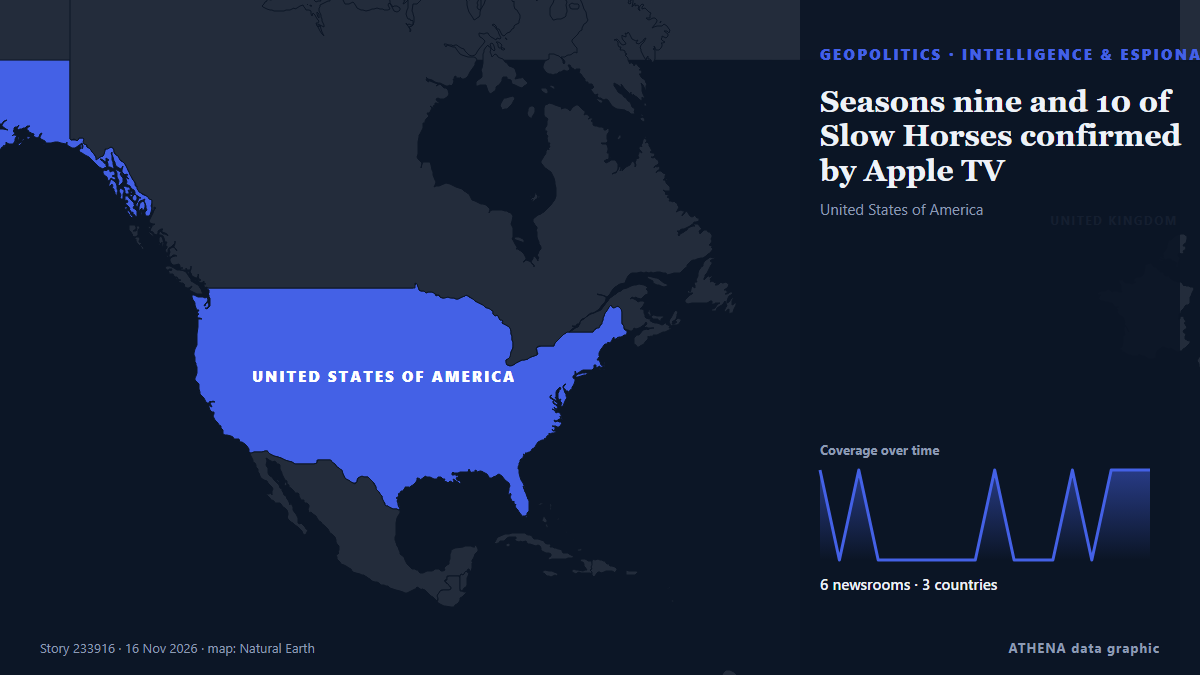 GEOPOLITICS · INTELLIGENCE & ESPIONA
Seasons nine and 10 of
Slow Horses confirmed
by Apple TV
United States of America
UNITED KINGDOM
UNITED STATES OF AMERICA
Coverage over time
6 newsrooms · 3 countries
Story 233916 · 16 Nov 2026 · map: Natural Earth
ATHENA data graphic